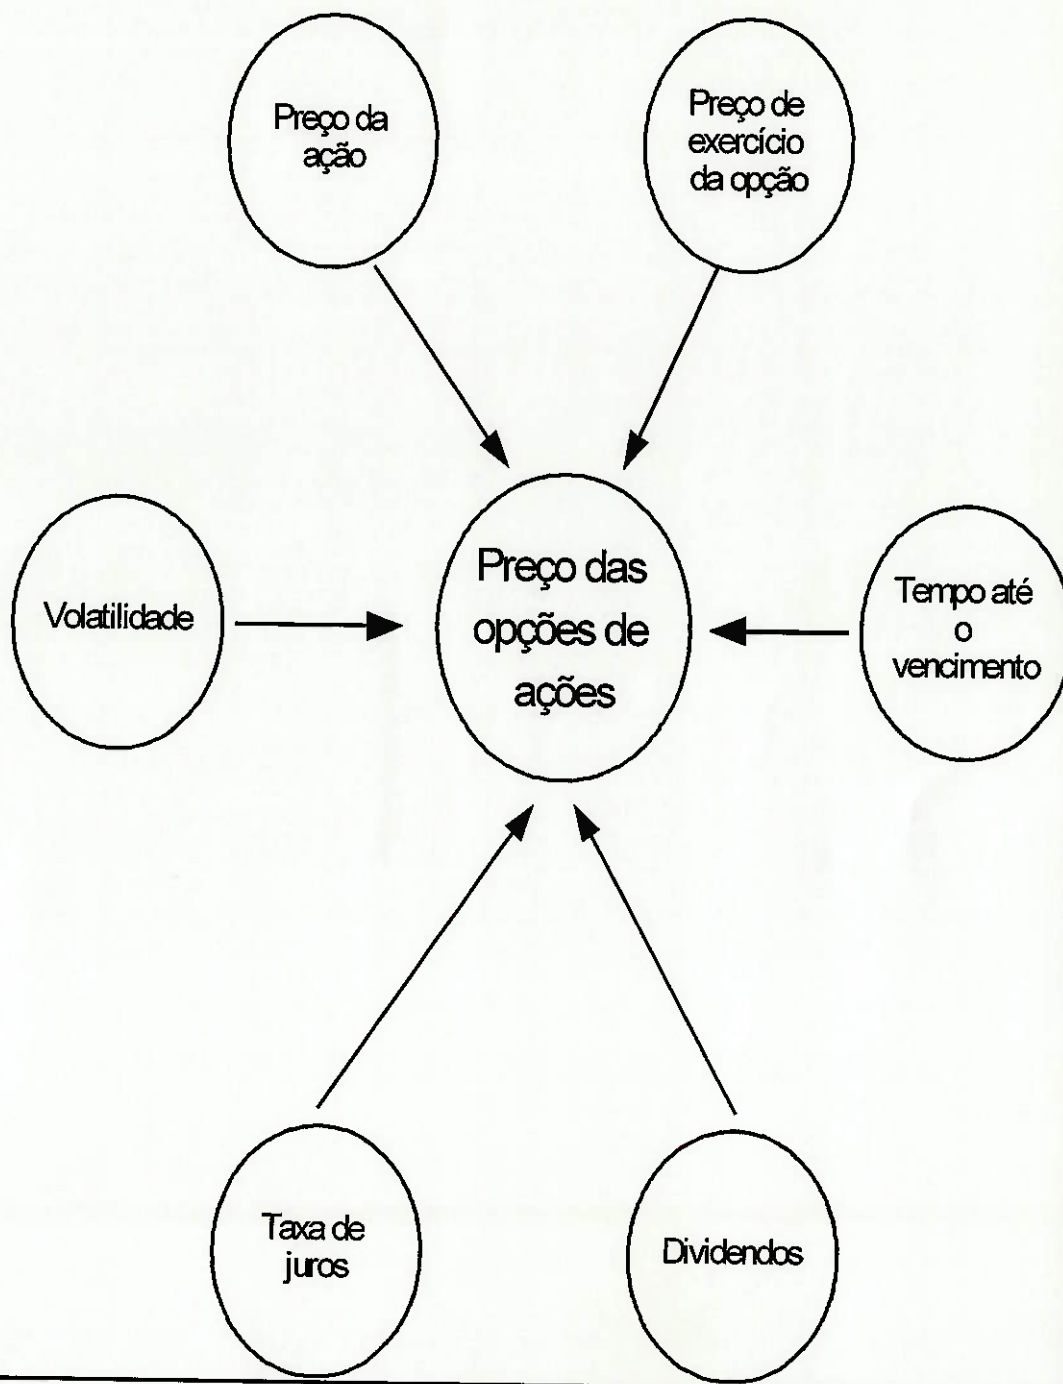 Preço da
ação
Preço de
exercício
da opção
Volatilidade
Preço das
opções de
ações
Tempo até
o
vencimento
Taxa de
juros
Dividendos